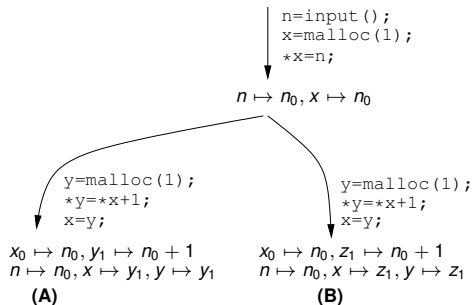 n=input();
x=malloc(1);
*x=n;
n ↦ n₀, x ↦ n₀
y=malloc(1);
*y=*x+1;
x=y;
x₀ ↦ n₀, y₁ ↦ n₀ + 1
n ↦ n₀, x ↦ y₁, y ↦ y₁
(A)
y=malloc(1);
*y=*x+1;
x=y;
x₀ ↦ n₀, z₁ ↦ n₀ + 1
n ↦ n₀, x ↦ z₁, y ↦ z₁
(B)